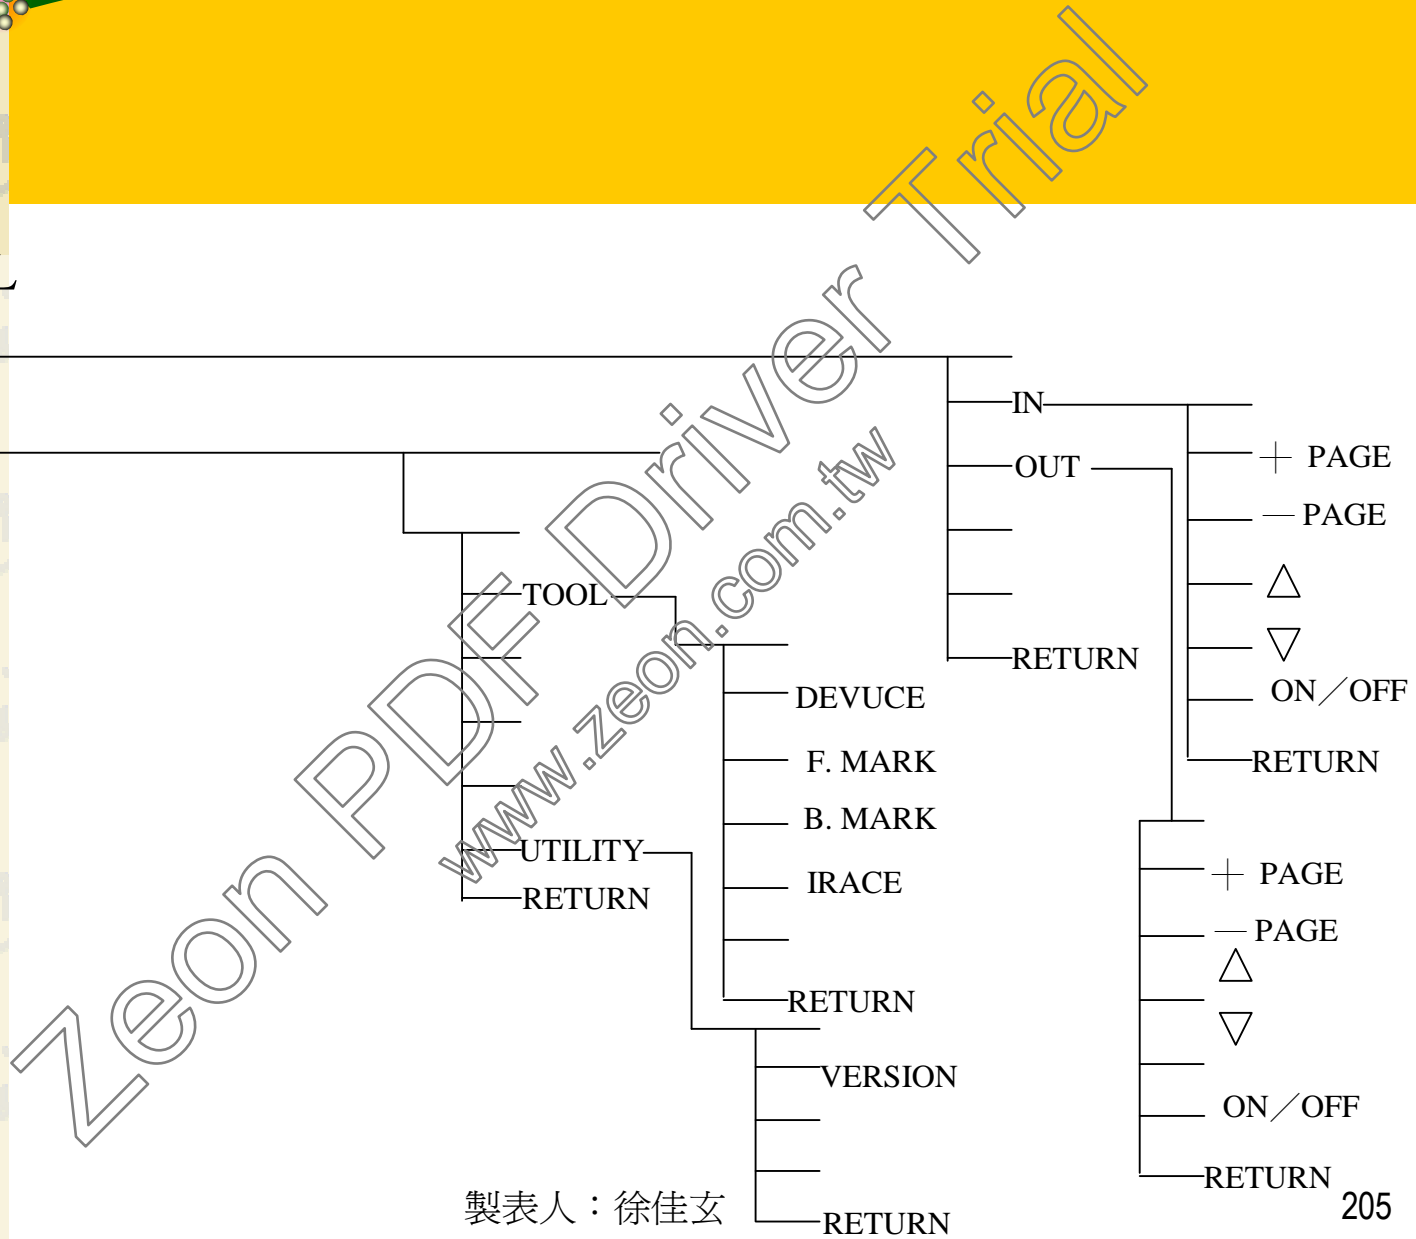 IN
+ PAGE
OUT
— PAGE
△
TOOL
▽
RETURN
ON／OFF
DEVUCE
F. MARK
RETURN
B. MARK
UTILITY
+ PAGE
IRACE
RETURN
— PAGE
△
RETURN
▽
VERSION
ON／OFF
RETURN
製表人：徐佳玄
205
RETURN
Zeon PDF Driver Trial
www.zeon.com.tw